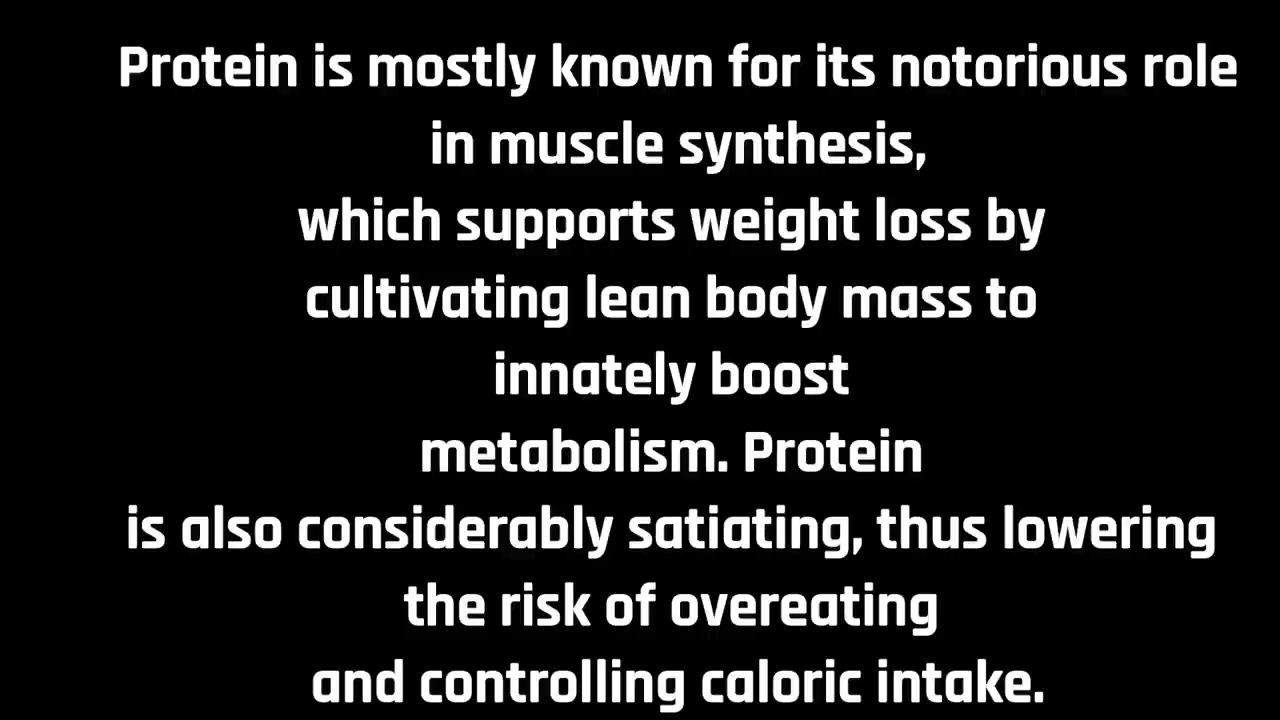 Protein is mostly known for its notorious role
in muscle synthesis,
which supports weight loss by
cultivating lean body mass to
innately boost
metabolism. Protein
is also considerably satiating, thus lowering
the risk of overeating
and controlling caloric intake.